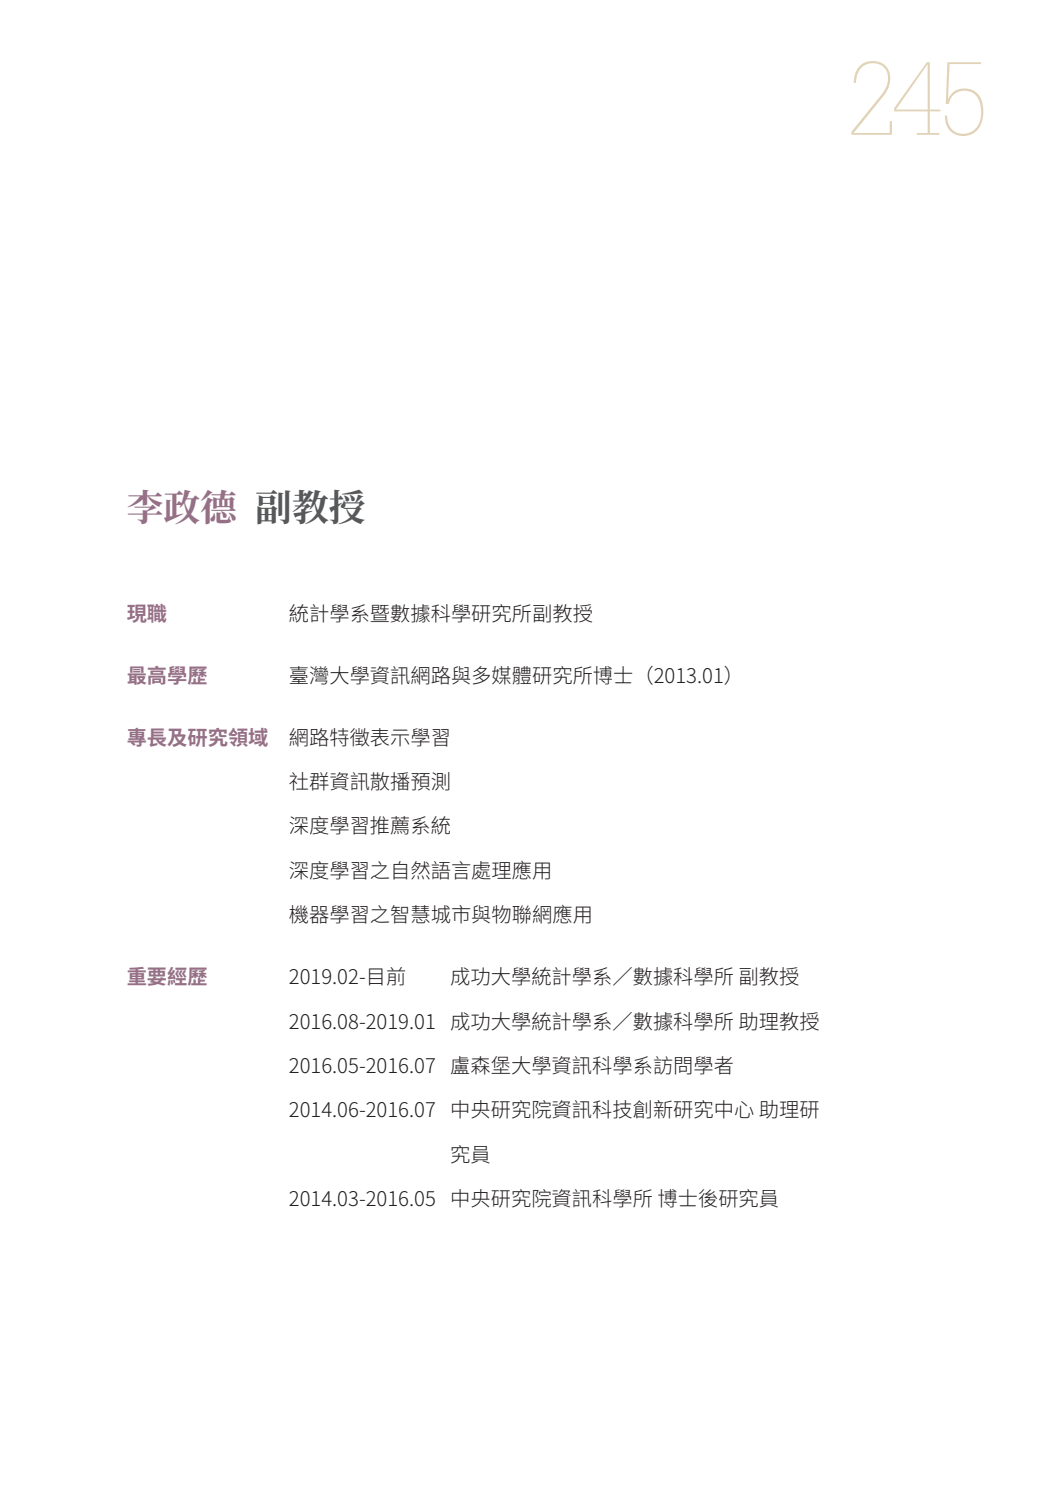 245
李政德 副教授
現職 統計學系暨數據科學研究所副教授
最高學歷 臺灣大學資訊網路與多媒體研究所博士（2013.01）
專長及研究領域 網路特徵表示學習
社群資訊散播預測
深度學習推薦系統
深度學習之自然語言處理應用
機器學習之智慧城市與物聯網應用
重要經歷 2019.02-目前 成功大學統計學系／數據科學所 副教授
2016.08-2019.01 成功大學統計學系／數據科學所 助理教授
2016.05-2016.07 盧森堡大學資訊科學系訪問學者
2014.06-2016.07 中央研究院資訊科技創新研究中心 助理研
究員
2014.03-2016.05 中央研究院資訊科學所 博士後研究員